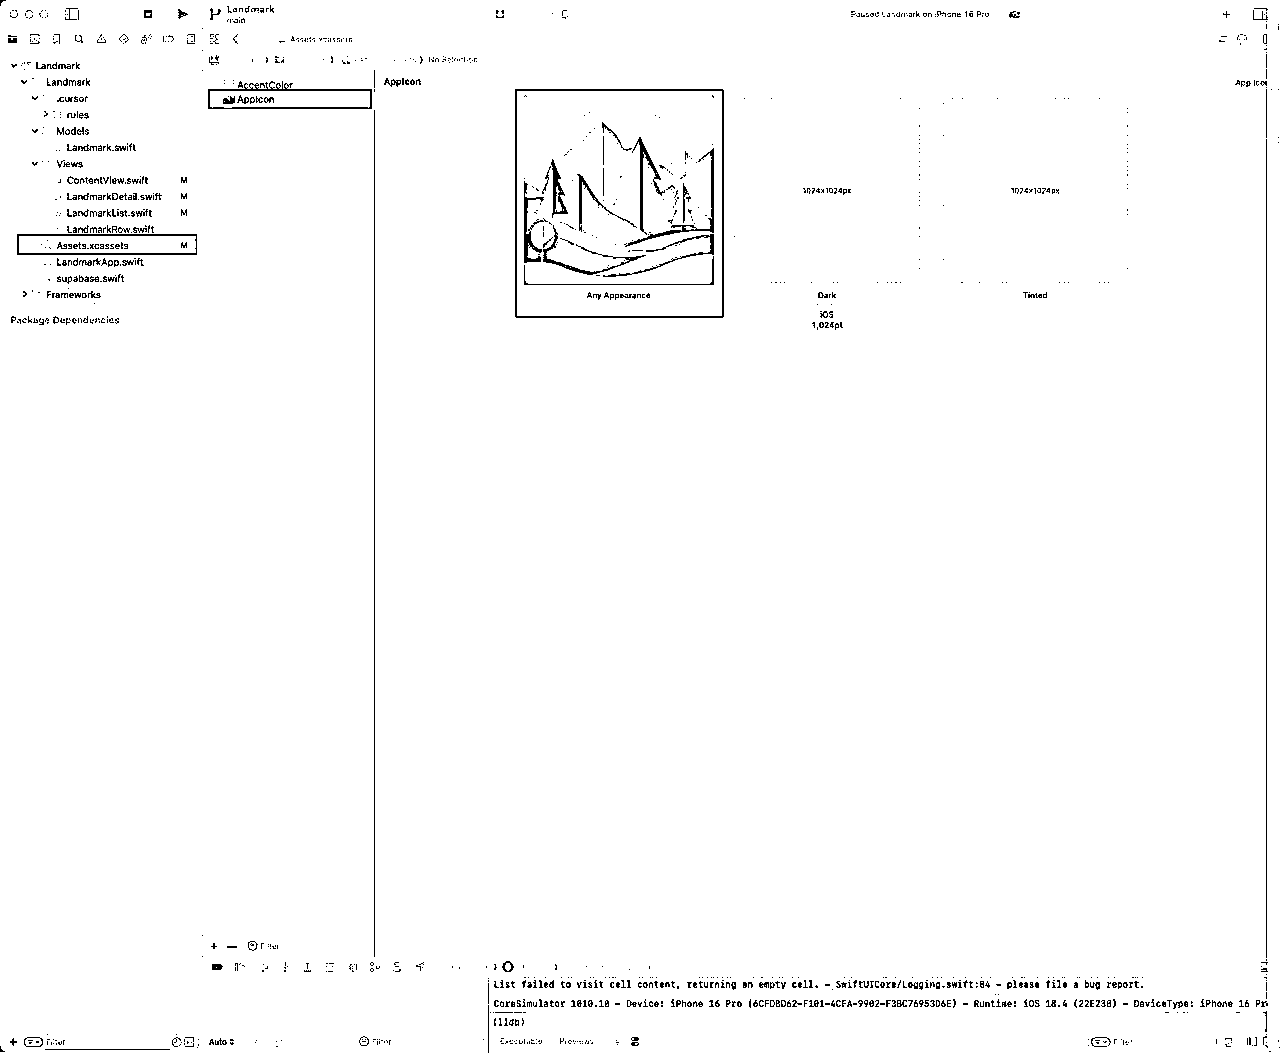 Landmark
main
Paused Landmark on iPhone 16 Pro
Assets.xcassets
No Selection
Landmark
Landmark
.cursor
rules
Models
Landmark.swift
Views
ContentView.swift M
LandmarkDetail.swift M
LandmarkList.swift M
LandmarkRow.swift
Assets.xcassets M
LandmarkApp.swift
supabase.swift
Frameworks
Package Dependencies
AccentColor
AppIcon
AppIcon
App Icon
1024x1024px
1024x1024px
Any Appearance
Dark
Tinted
iOS
1,024pt
Filter
List failed to visit cell content, returning an empty cell. - SwiftUICore/Logging.swift:84 - please file a bug report.
CoreSimulator 1010.10 - Device: iPhone 16 Pro (6CFD8D62-F101-4CFA-9902-F3BC76953D6E) - Runtime: iOS 18.4 (22E238) - DeviceType: iPhone 16 Pr
(lldb)
Filter
Auto
Filter
Executable
Previews
Filter